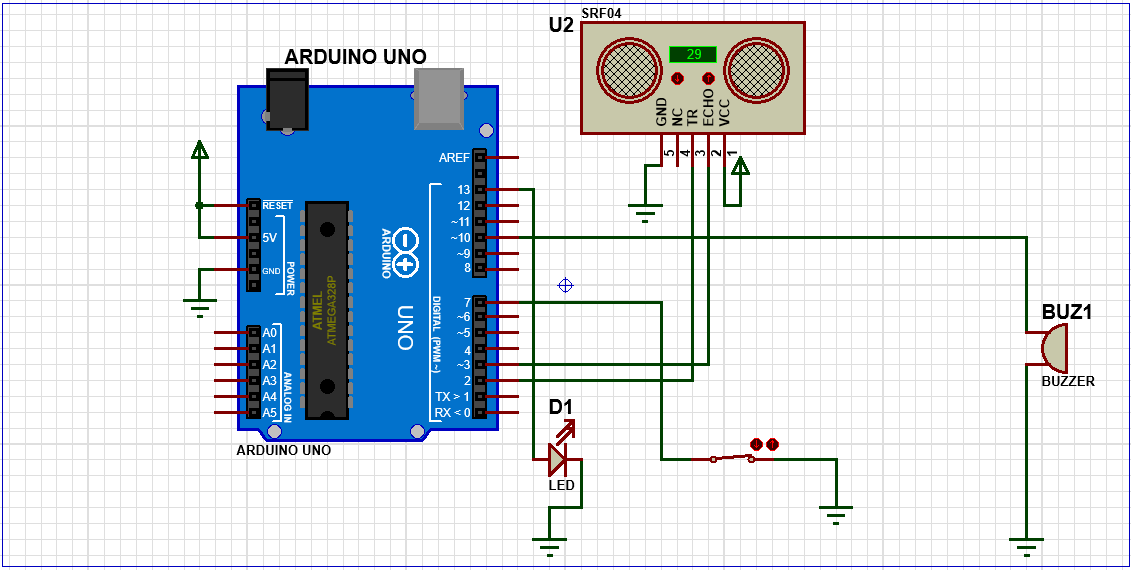 SRF04
U2
29
GND
NC
TR
ECHO
VCC
5
4
3
2
1
ARDUINO UNO
AREF
13
12
~11
~10
~9
8
RESET
5V
GND
POWER
ARDUINO
ATMEL
ATMEGA328P
UNO
DIGITAL (PWM ~)
7
~6
~5
4
~3
2
TX > 1
RX < 0
A0
A1
A2
A3
A4
A5
ANALOG IN
ARDUINO UNO
D1
LED
BUZ1
BUZZER